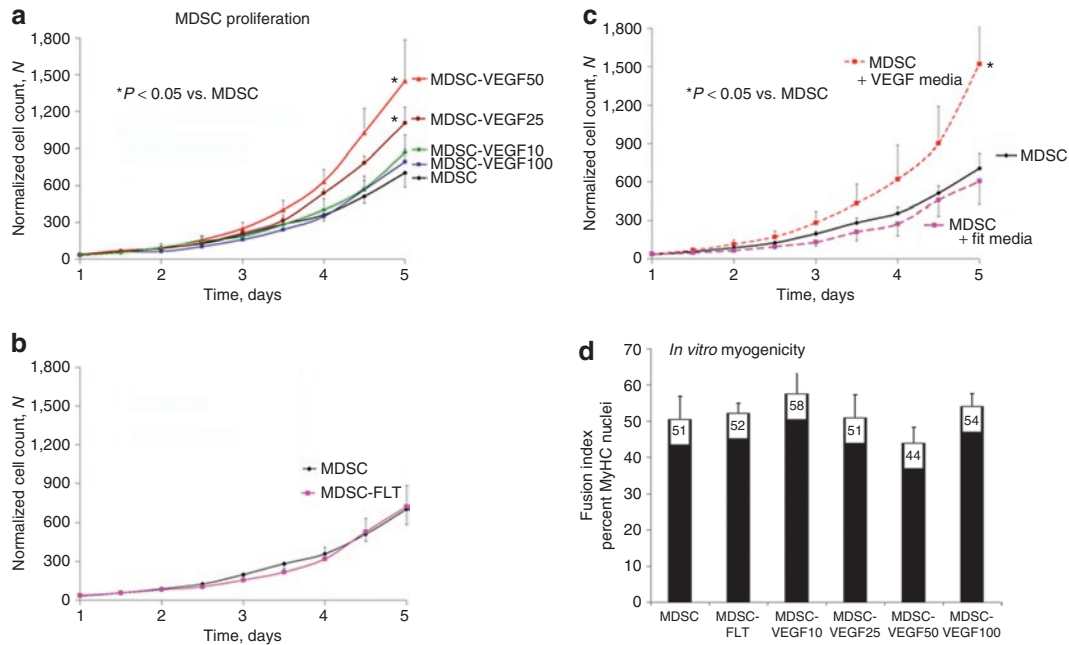 a
MDSC proliferation
Normalized cell count, N
1,800
1,500
1,200
900
600
300
0
*P < 0.05 vs. MDSC
*
*
MDSC-VEGF50
MDSC-VEGF25
MDSC-VEGF10
MDSC-VEGF100
MDSC
1 2 3 4 5
Time, days
c
Normalized cell count, N
1,800
1,500
1,200
900
600
300
0
MDSC
+ VEGF media
*
*P < 0.05 vs. MDSC
MDSC
MDSC
+ fit media
1 2 3 4 5
Time, days
b
Normalized cell count, N
1,800
1,500
1,200
900
600
300
0
MDSC
MDSC-FLT
1 2 3 4 5
Time, days
d
In vitro myogenicity
Fusion index
percent MyHC nuclei
70
60
50
40
30
20
10
0
51 52 58 51 44 54
MDSC MDSC- MDSC- MDSC- MDSC- MDSC-
FLT VEGF10 VEGF25 VEGF50 VEGF100